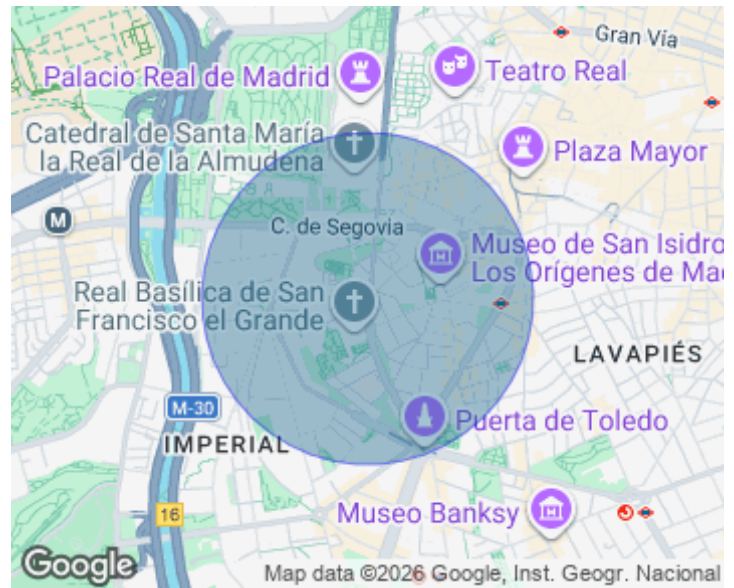 Gran Vía
Palacio Real de Madrid
Teatro Real
Catedral de Santa María
la Real de la Almudena
Plaza Mayor
M
C. de Segovia
Museo de San Isidro
Los Orígenes de Ma
Real Basílica de San
Francisco el Grande
LAVAPIÉS
M-30
Puerta de Toledo
IMPERIAL
16
Museo Banksy
Google
Map data ©2026 Google, Inst. Geogr. Nacional